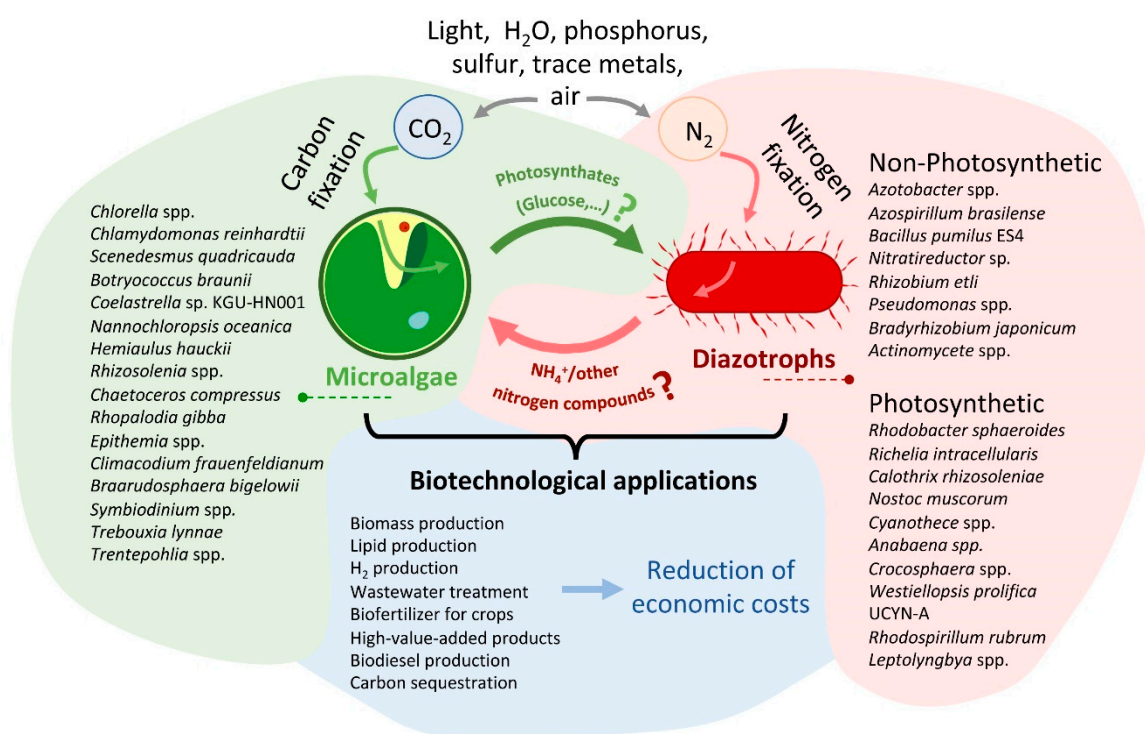 Light, H₂O, phosphorus,
sulfur, trace metals,
air
CO₂
N₂
Carbon
fixation
Nitrogen
fixation
Photosynthates
(Glucose,...) ?
Chlorella spp.
Chlamydomonas reinhardtii
Scenedesmus quadricauda
Botryococcus braunii
Coelastrella sp. KGU-HN001
Nannochloropsis oceanica
Hemiaulus hauckii
Rhizosolenia spp.
Chaetoceros compressus
Rhopalodia gibba
Epithemia spp.
Climacodium frauenfeldianum
Braarudosphaera bigelowii
Symbiodinium spp.
Trebouxia lynnae
Trentepohlia spp.
Microalgae
NH₄⁺/other
nitrogen compounds ?
Diazotrophs
Non-Photosynthetic
Azotobacter spp.
Azospirillum brasilense
Bacillus pumilus ES4
Nitratireductor sp.
Rhizobium etli
Pseudomonas spp.
Bradyrhizobium japonicum
Actinomycete spp.
Photosynthetic
Rhodobacter sphaeroides
Richelia intracellularis
Calothrix rhizosoleniae
Nostoc muscorum
Cyanothece spp.
Anabaena spp.
Crocosphaera spp.
Westiellopsis prolifica
UCYN-A
Rhodospirillum rubrum
Leptolyngbya spp.
Biotechnological applications
Biomass production
Lipid production
H₂ production
Wastewater treatment
Biofertilizer for crops
High-value-added products
Biodiesel production
Carbon sequestration
Reduction of
economic costs